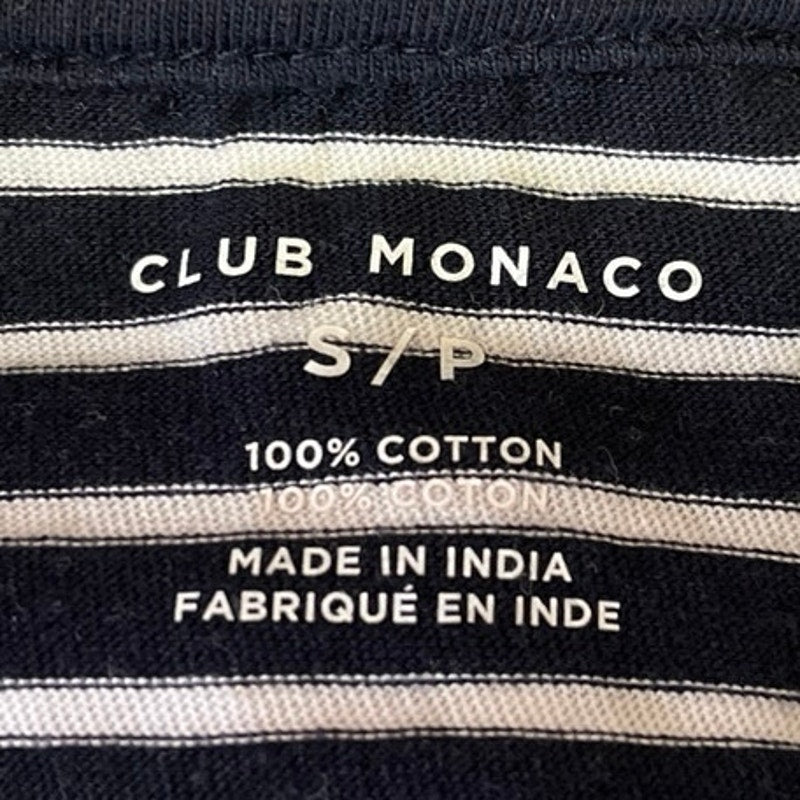 CLUB MONACO
S/P
100% COTTON
100% COTON
MADE IN INDIA
FABRIQUÉ EN INDE